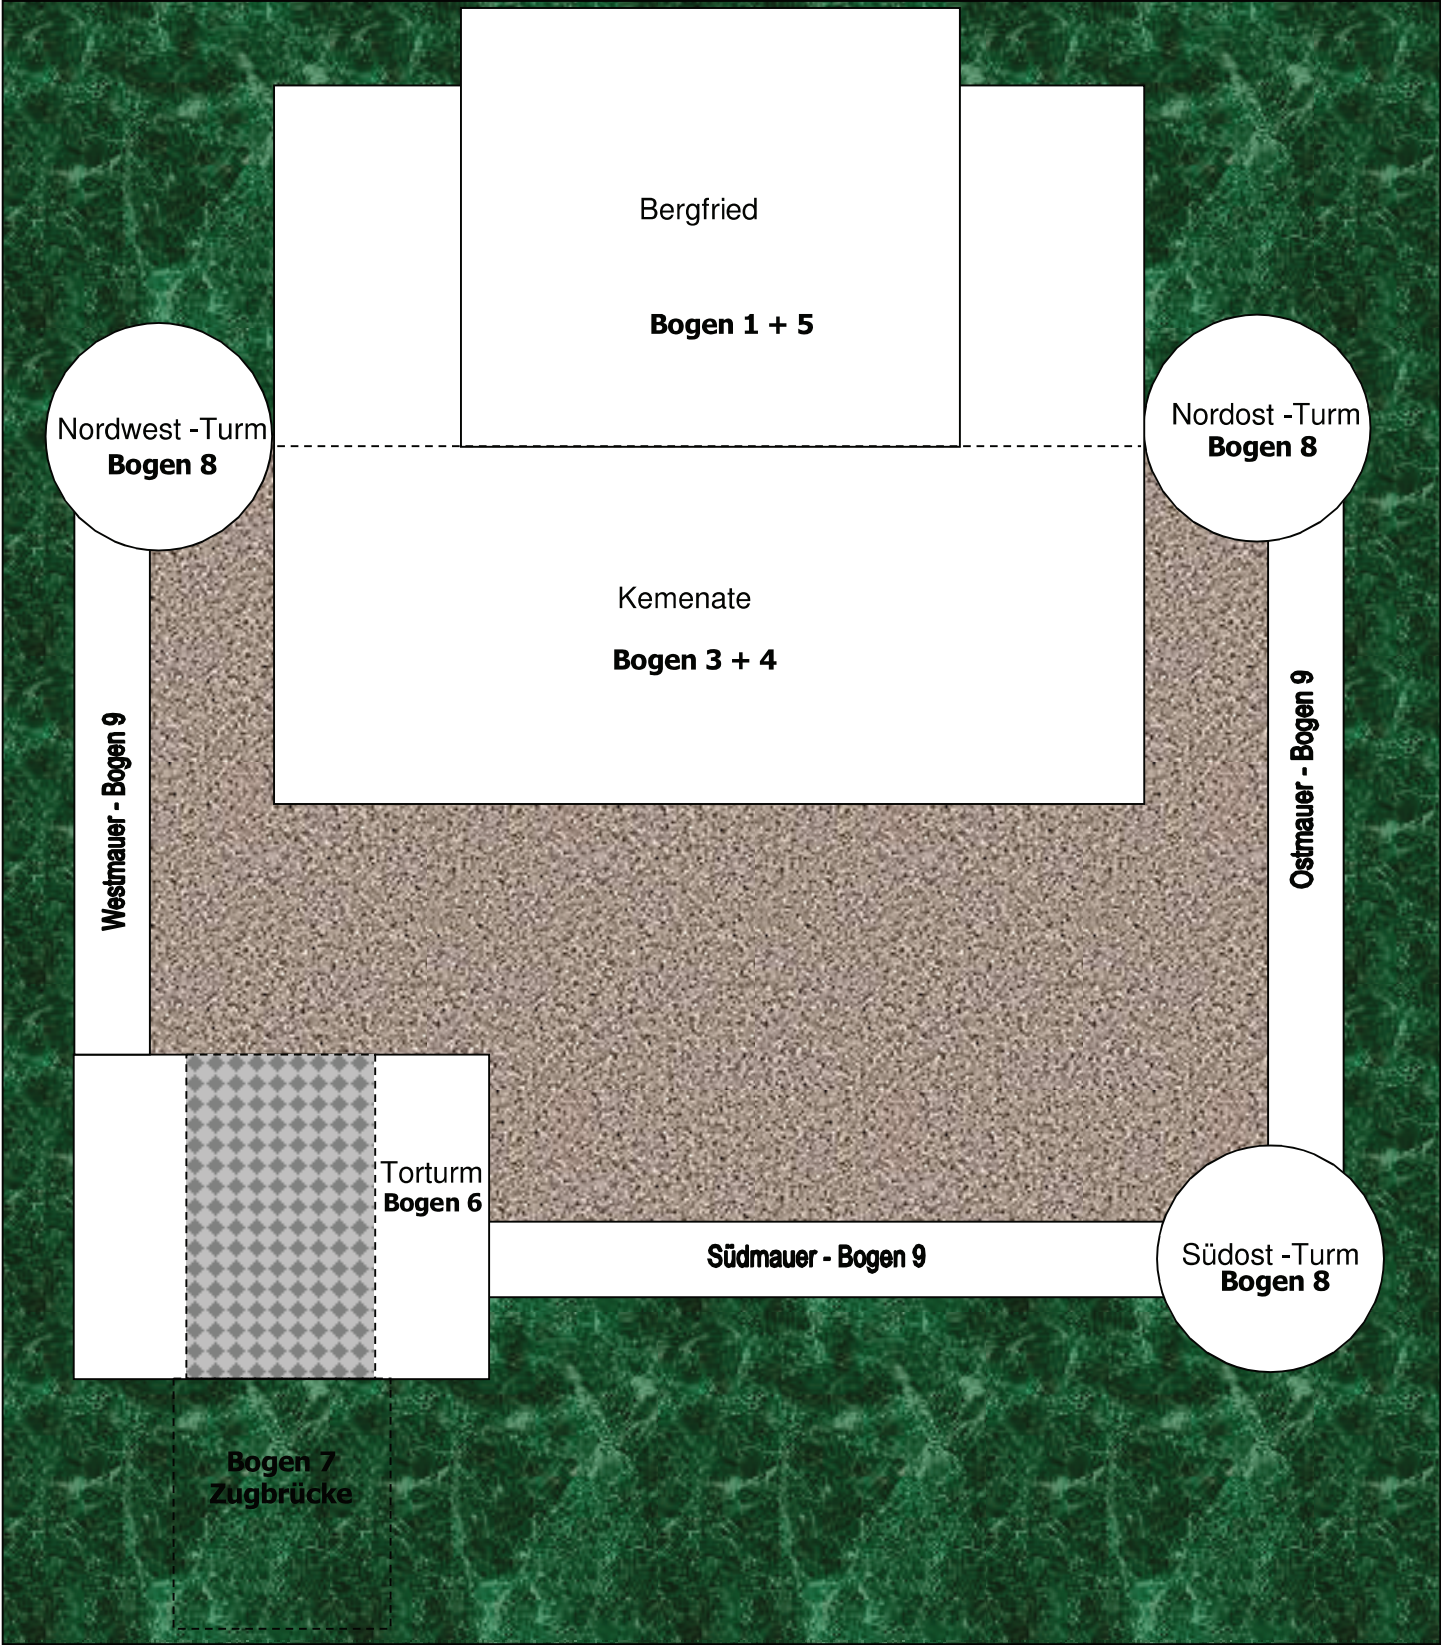 Bergfried
Bogen 1 + 5
Nordwest -Turm
Bogen 8
Nordost -Turm
Bogen 8
Kemenate
Bogen 3 + 4
Westmauer - Bogen 9
Ostmauer - Bogen 9
Torturm
Bogen 6
Südmauer - Bogen 9
Südost -Turm
Bogen 8
Bogen 7
Zugbrücke